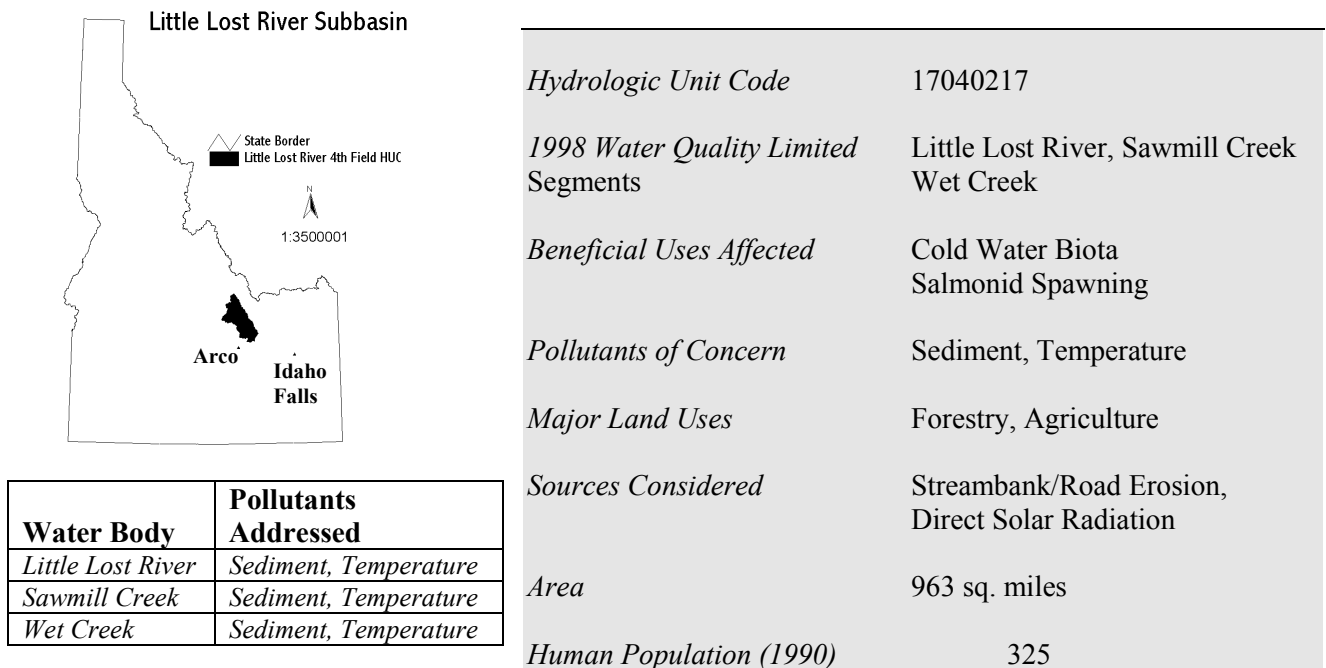 Little Lost River Subbasin
State Border
Little Lost River 4th Field HUC
N
1:3500001
Arco
Idaho
Falls
Water Body Pollutants Addressed
Little Lost River Sediment, Temperature
Sawmill Creek Sediment, Temperature
Wet Creek Sediment, Temperature
Hydrologic Unit Code 17040217
1998 Water Quality Limited Little Lost River, Sawmill Creek
Segments Wet Creek
Beneficial Uses Affected Cold Water Biota
Salmonid Spawning
Pollutants of Concern Sediment, Temperature
Major Land Uses Forestry, Agriculture
Sources Considered Streambank/Road Erosion,
Direct Solar Radiation
Area 963 sq. miles
Human Population (1990) 325